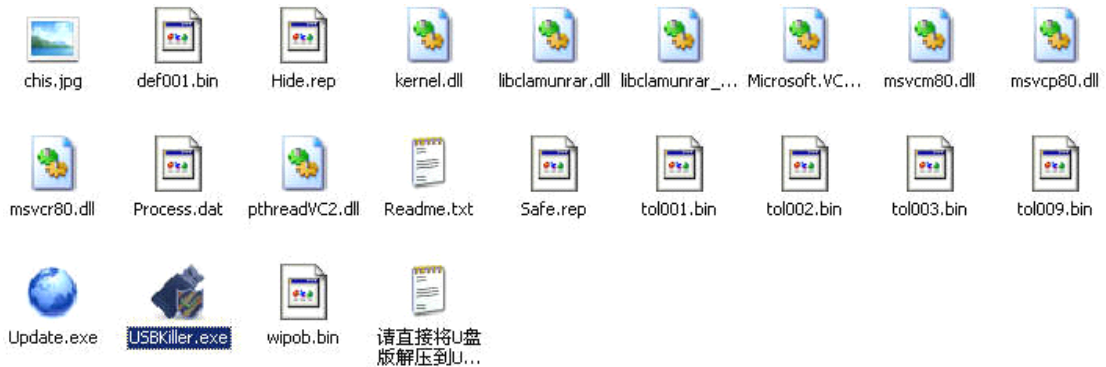 chis.jpg def001.bin Hide.rep kernel.dll libclamunrar.dll libclamunrar_... Microsoft.VC... msvcm80.dll msvcp80.dll
msvcr80.dll Process.dat pthreadVC2.dll Readme.txt Safe.rep tol001.bin tol002.bin tol003.bin tol009.bin
Update.exe USBKiller.exe wipob.bin 请直接将U盘
版解压到U...